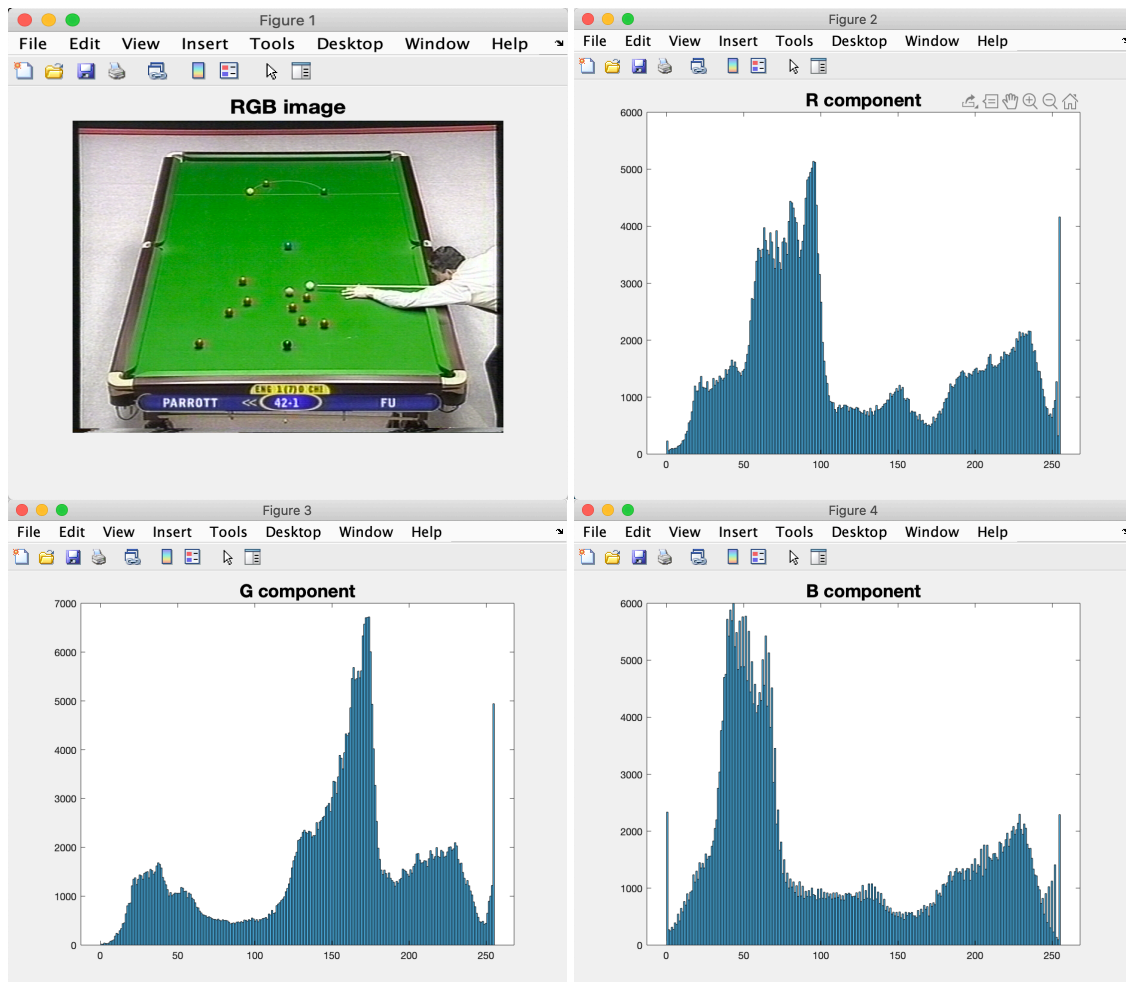 Figure 1
File Edit View Insert Tools Desktop Window Help
RGB image
ENG 1(7)0 CHI
PARROTT << 42-1 FU
Figure 2
File Edit View Insert Tools Desktop Window Help
R component
6000
5000
4000
3000
2000
1000
0
0 50 100 150 200 250
Figure 3
File Edit View Insert Tools Desktop Window Help
G component
7000
6000
5000
4000
3000
2000
1000
0
0 50 100 150 200 250
Figure 4
File Edit View Insert Tools Desktop Window Help
B component
6000
5000
4000
3000
2000
1000
0
0 50 100 150 200 250